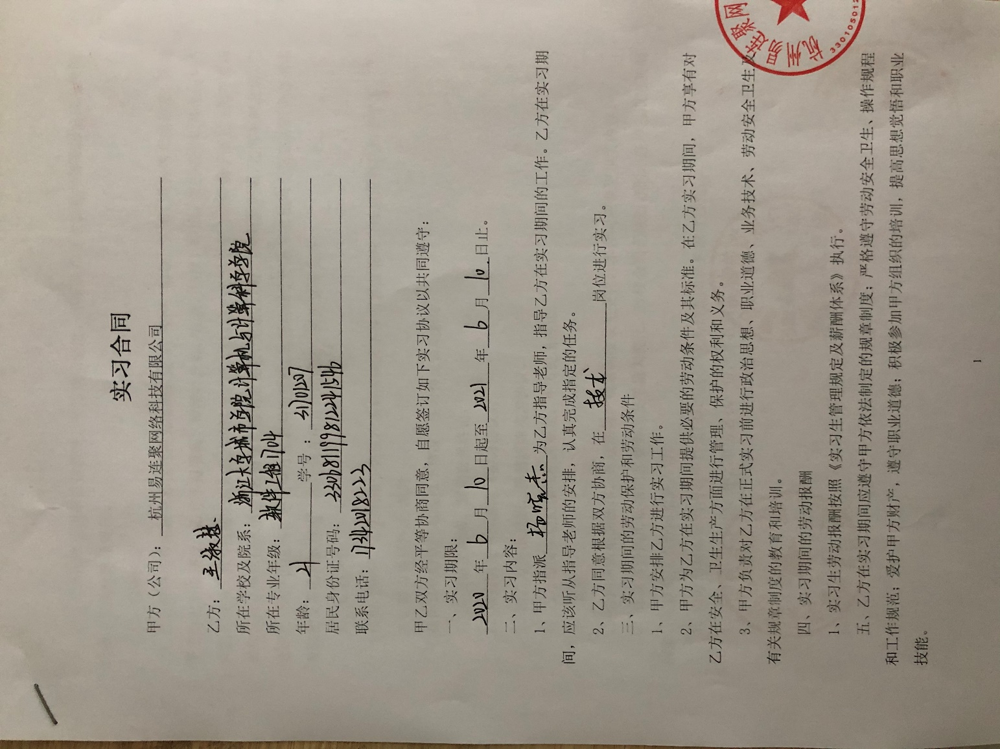 实习合同
甲方（公司）： 杭州易连聚网络科技有限公司
乙方： 王淑慧
所在学校及院系： 浙江大学城市学院计算机与计算科学学院
所在专业年级： 软件工程1704
年龄： 21 学号： 31701207
居民身份证号码： 330681199812241546
联系电话： 17342018223
甲乙双方经平等协商同意，自愿签订如下实习协议以共同遵守：
一、实习期限：
2020 年 6 月 10 日起至 2021 年 6 月 10 日止。
二、实习内容：
1、甲方指派 杨晓杰 为乙方指导老师，指导乙方在实习期间的工作。乙方在实习期
间，应该听从指导老师的安排，认真完成指定的任务。
2、乙方同意根据双方协商，在 技术 岗位进行实习。
三、实习期间的劳动保护和劳动条件
1、甲方安排乙方进行实习工作。
2、甲方为乙方在实习期间提供必要的劳动条件及其标准。在乙方实习期间，甲方享有对
乙方在安全、卫生生产方面进行管理、保护的权利和义务。
3、甲方负责对乙方在正式实习前进行政治思想、职业道德、业务技术、劳动安全卫生及
有关规章制度的教育和培训。
四、实习期间的劳动报酬
1、实习生劳动报酬按照《实习生管理规定及薪酬体系》执行。
五、乙方在实习期间应遵守甲方依法制定的规章制度；严格遵守劳动安全卫生、操作规程
和工作规范；爱护甲方财产，遵守职业道德；积极参加甲方组织的培训，提高思想觉悟和职业
技能。
1
杭州易连聚网
330105012